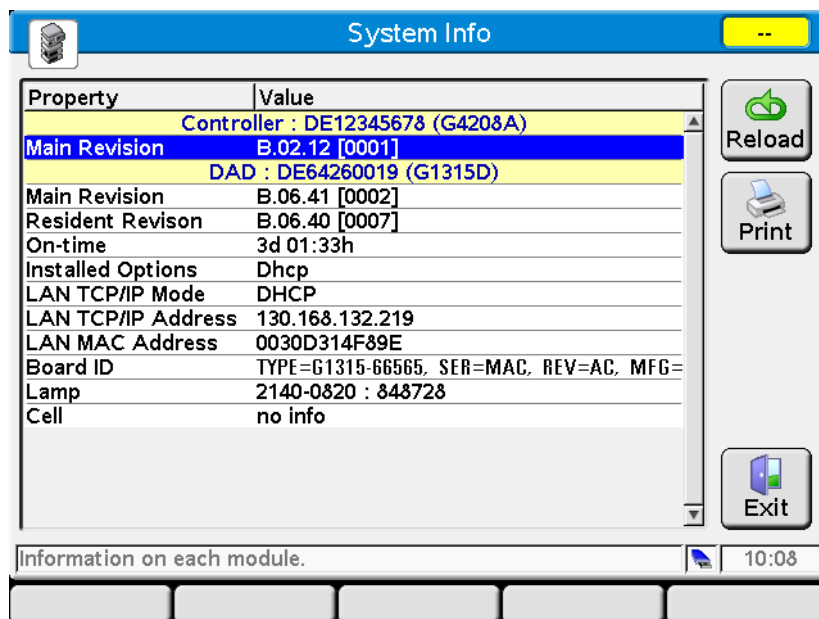 System Info
--
Property Value
Controller : DE12345678 (G4208A)
Main Revision B.02.12 [0001]
DAD : DE64260019 (G1315D)
Main Revision B.06.41 [0002]
Resident Revison B.06.40 [0007]
On-time 3d 01:33h
Installed Options Dhcp
LAN TCP/IP Mode DHCP
LAN TCP/IP Address 130.168.132.219
LAN MAC Address 0030D314F89E
Board ID TYPE=G1315-66565, SER=MAC, REV=AC, MFG=
Lamp 2140-0820 : 848728
Cell no info
Reload
Print
Exit
Information on each module.
10:08